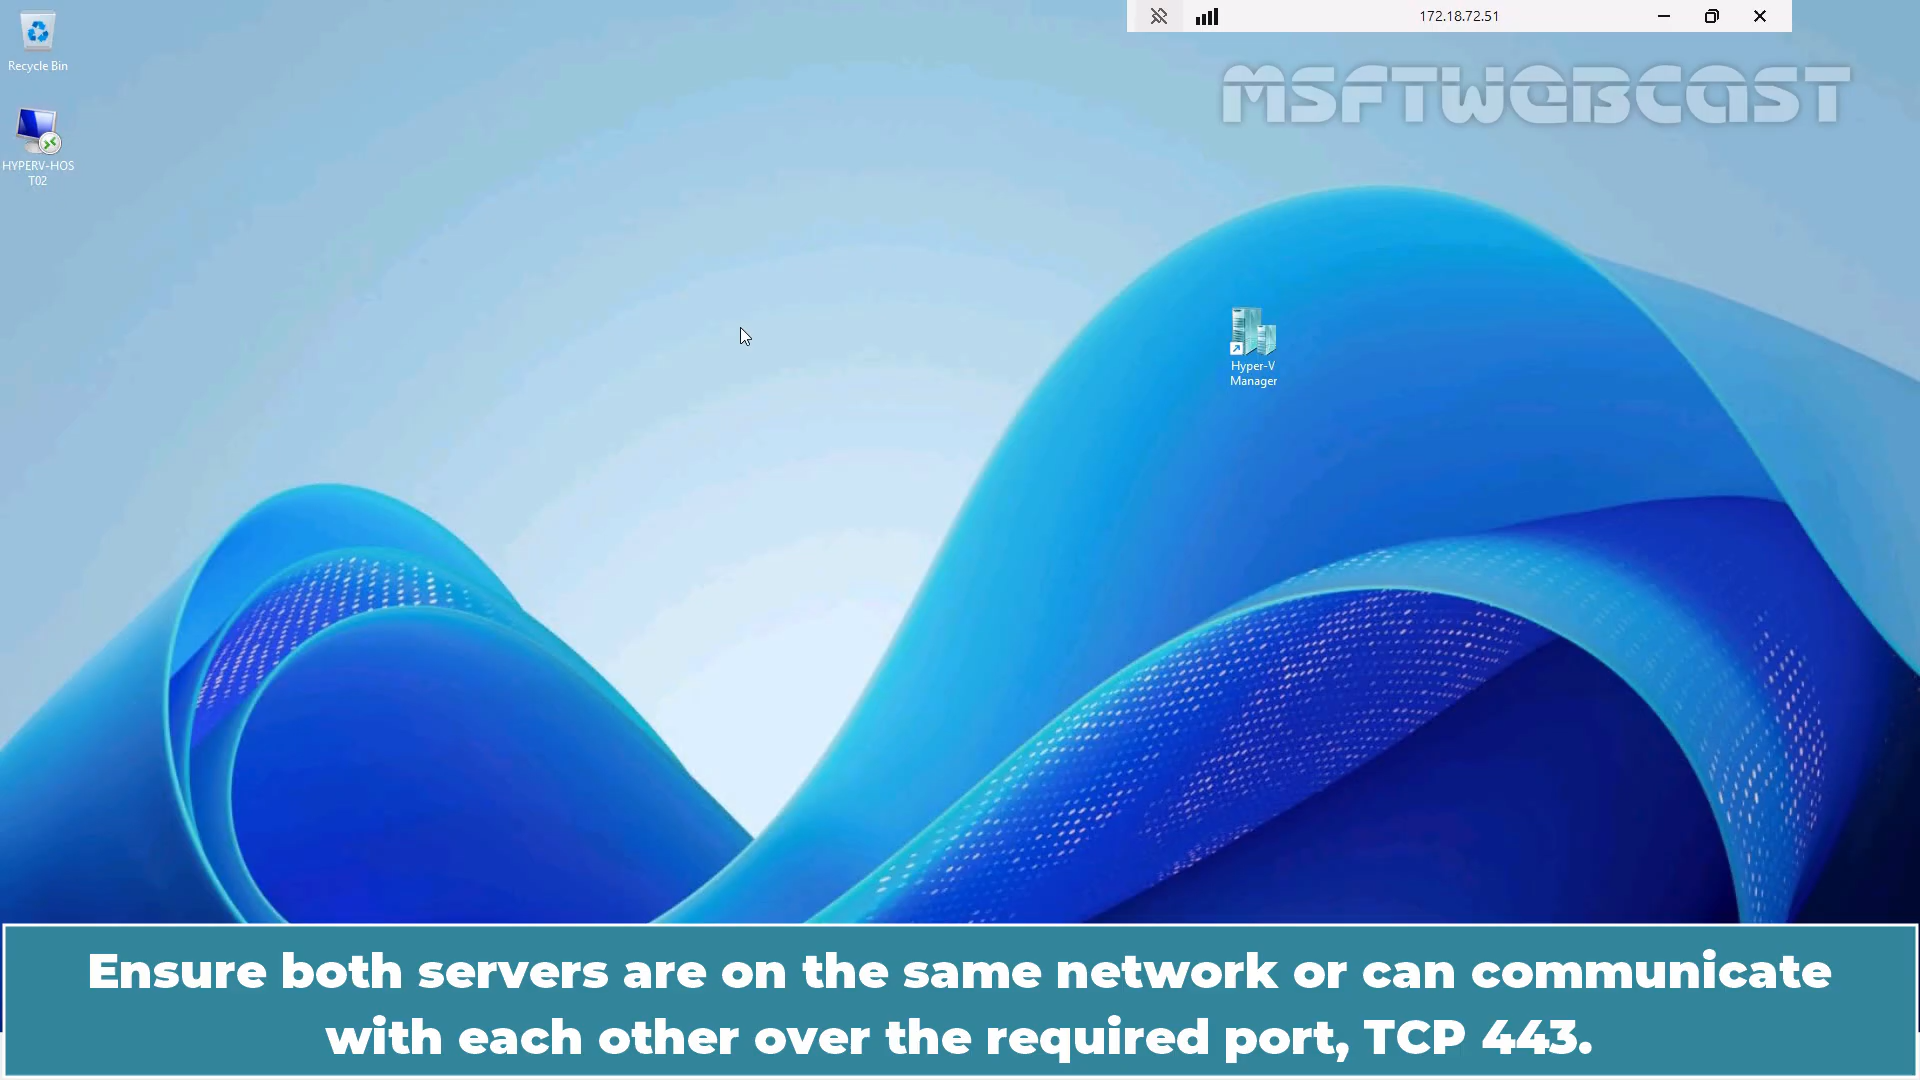 172.18.72.51
MSFTWEBCAST
Recycle Bin
HYPERV-HOS
T02
Hyper-V
Manager
Ensure both servers are on the same network or can communicate
with each other over the required port, TCP 443.